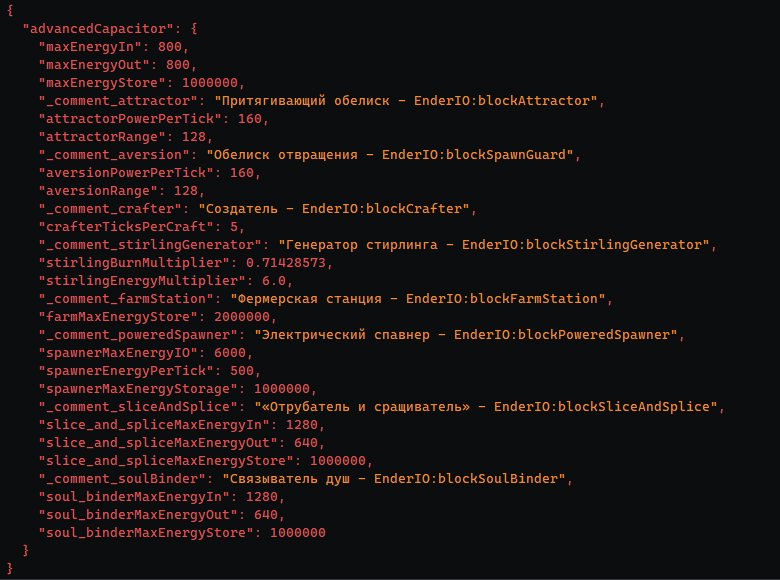 {
  "advancedCapacitor": {
    "maxEnergyIn": 800,
    "maxEnergyOut": 800,
    "maxEnergyStore": 1000000,
    "_comment_attractor": "Притягивающий обелиск – EnderIO:blockAttractor",
    "attractorPowerPerTick": 160,
    "attractorRange": 128,
    "_comment_aversion": "Обелиск отвращения – EnderIO:blockSpawnGuard",
    "aversionPowerPerTick": 160,
    "aversionRange": 128,
    "_comment_crafter": "Создатель – EnderIO:blockCrafter",
    "crafterTicksPerCraft": 5,
    "_comment_stirlingGenerator": "Генератор стирлинга – EnderIO:blockStirlingGenerator",
    "stirlingBurnMultiplier": 0.71428573,
    "stirlingEnergyMultiplier": 6.0,
    "_comment_farmStation": "Фермерская станция – EnderIO:blockFarmStation",
    "farmMaxEnergyStore": 2000000,
    "_comment_poweredSpawner": "Электрический спавнер – EnderIO:blockPoweredSpawner",
    "spawnerMaxEnergyIO": 6000,
    "spawnerEnergyPerTick": 500,
    "spawnerMaxEnergyStorage": 1000000,
    "_comment_sliceAndSplice": "«Отрубатель и сращиватель» – EnderIO:blockSliceAndSplice",
    "slice_and_spliceMaxEnergyIn": 1280,
    "slice_and_spliceMaxEnergyOut": 640,
    "slice_and_spliceMaxEnergyStore": 1000000,
    "_comment_soulBinder": "Связыватель душ – EnderIO:blockSoulBinder",
    "soul_binderMaxEnergyIn": 1280,
    "soul_binderMaxEnergyOut": 640,
    "soul_binderMaxEnergyStore": 1000000
  }
}